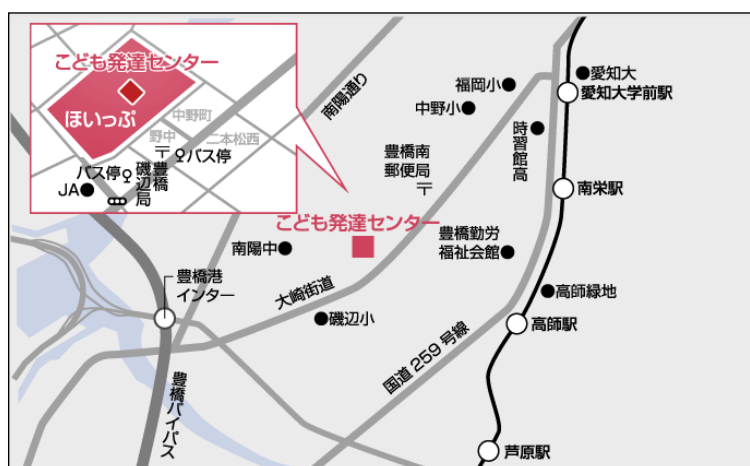 こども発達センター
ほいっぷ
中野町
野中
二本松西
〒
バス停
バス停
豊橋
磯辺局
JA
南陽通り
福岡小
中野小
愛知大
愛知大学前駅
時習館高
豊橋南
郵便局
〒
南栄駅
こども発達センター
南陽中
豊橋勤労
福祉会館
豊橋港
インター
大崎街道
高師緑地
磯辺小
高師駅
国道259号線
豊橋バイパス
芦原駅